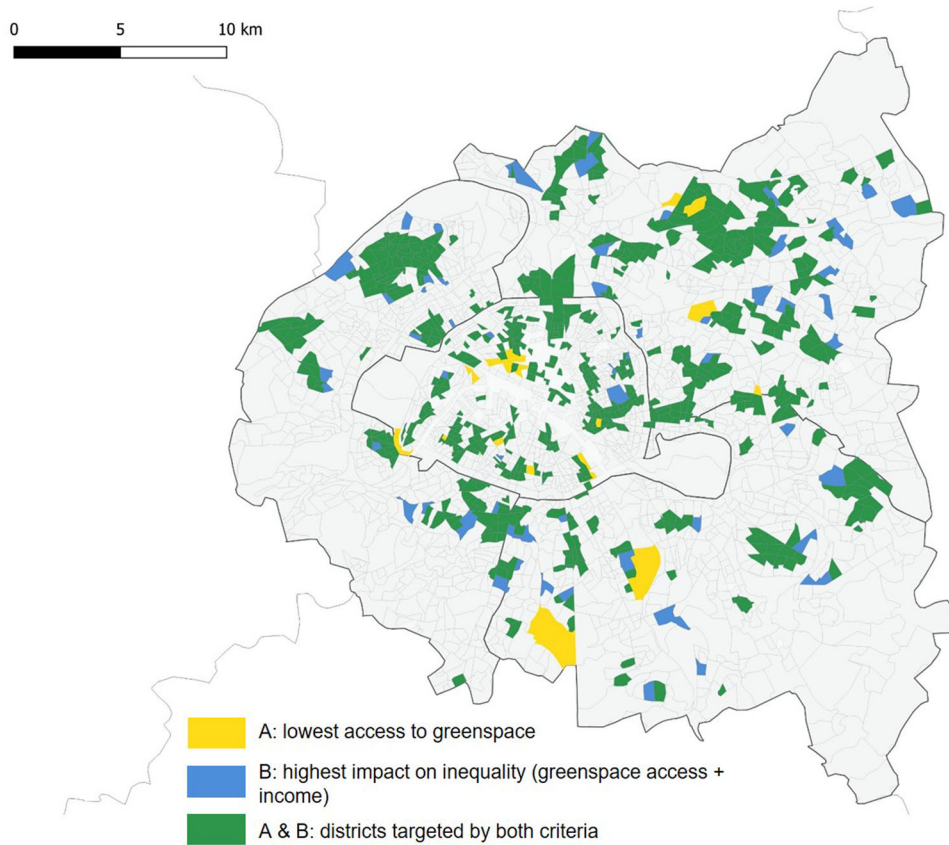 0 5 10 km
A: lowest access to greenspace
B: highest impact on inequality (greenspace access +
income)
A & B: districts targeted by both criteria